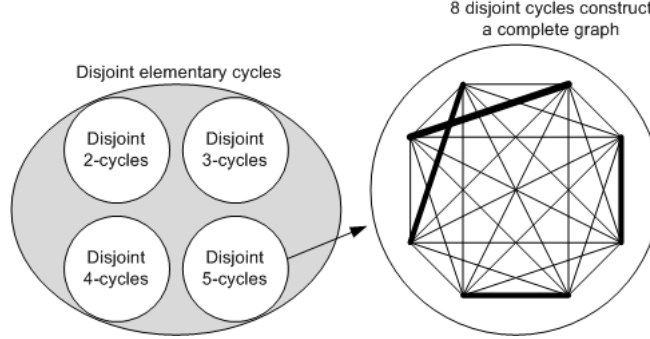 8 disjoint cycles construct
a complete graph
Disjoint elementary cycles
Disjoint
2-cycles
Disjoint
3-cycles
Disjoint
4-cycles
Disjoint
5-cycles